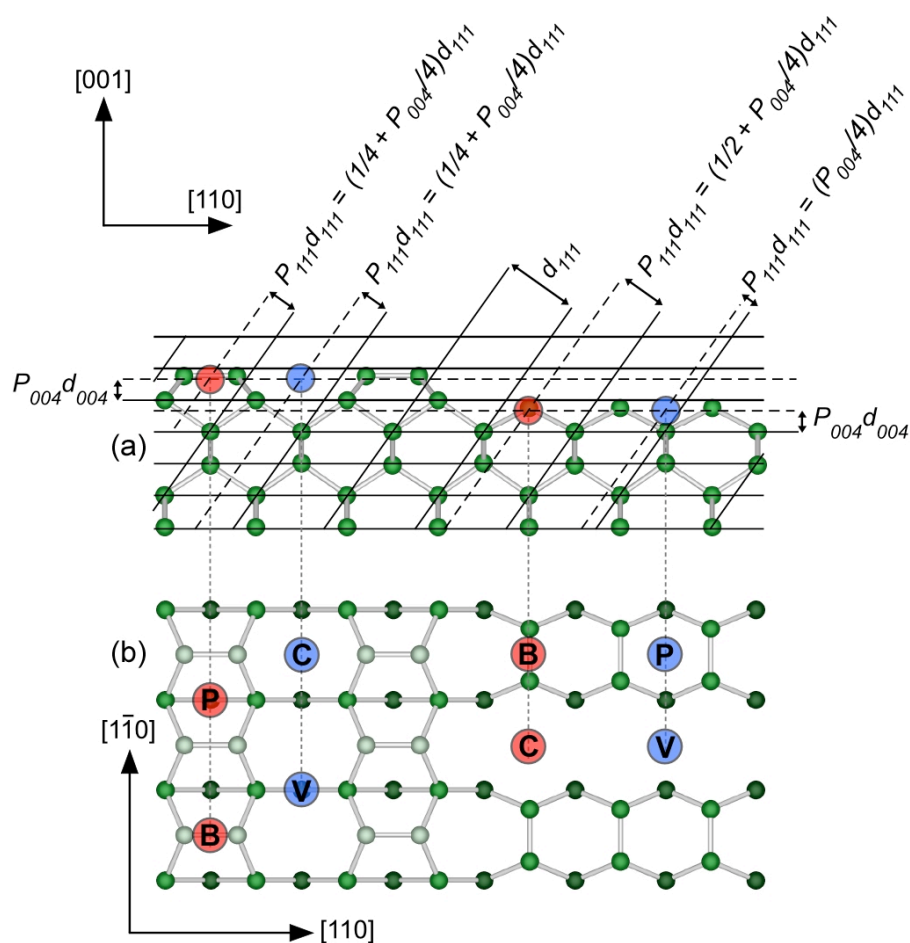 [001]
[110]
P₁₁₁d₁₁₁ = (1/4 + P₀₀₄/4)d₁₁₁
P₁₁₁d₁₁₁ = (1/4 + P₀₀₄/4)d₁₁₁
d₁₁₁
P₁₁₁d₁₁₁ = (1/2 + P₀₀₄/4)d₁₁₁
P₁₁₁d₁₁₁ = (P₀₀₄/4)d₁₁₁
P₀₀₄d₀₀₄
P₀₀₄d₀₀₄
(a)
(b)
C
B
P
P
C
V
V
B
[11̄0]
[110]